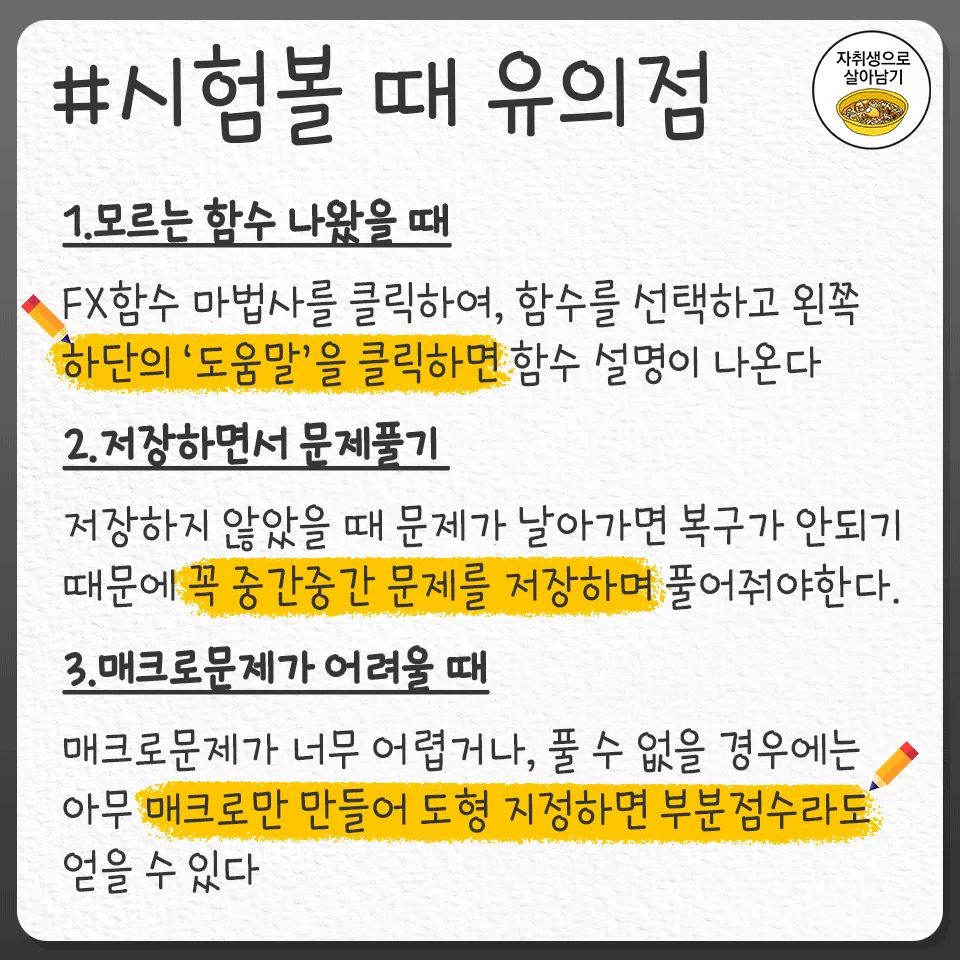 #시험볼 때 유의점
자취생으로
살아남기
1.모르는 함수 나왔을 때
FX함수 마법사를 클릭하여, 함수를 선택하고 왼쪽
하단의 ‘도움말’을 클릭하면 함수 설명이 나온다
2.저장하면서 문제풀기
저장하지 않았을 때 문제가 날아가면 복구가 안되기
때문에 꼭 중간중간 문제를 저장하며 풀어줘야한다.
3.매크로문제가 어려울 때
매크로문제가 너무 어렵거나, 풀 수 없을 경우에는
아무 매크로만 만들어 도형 지정하면 부분점수라도
얻을 수 있다